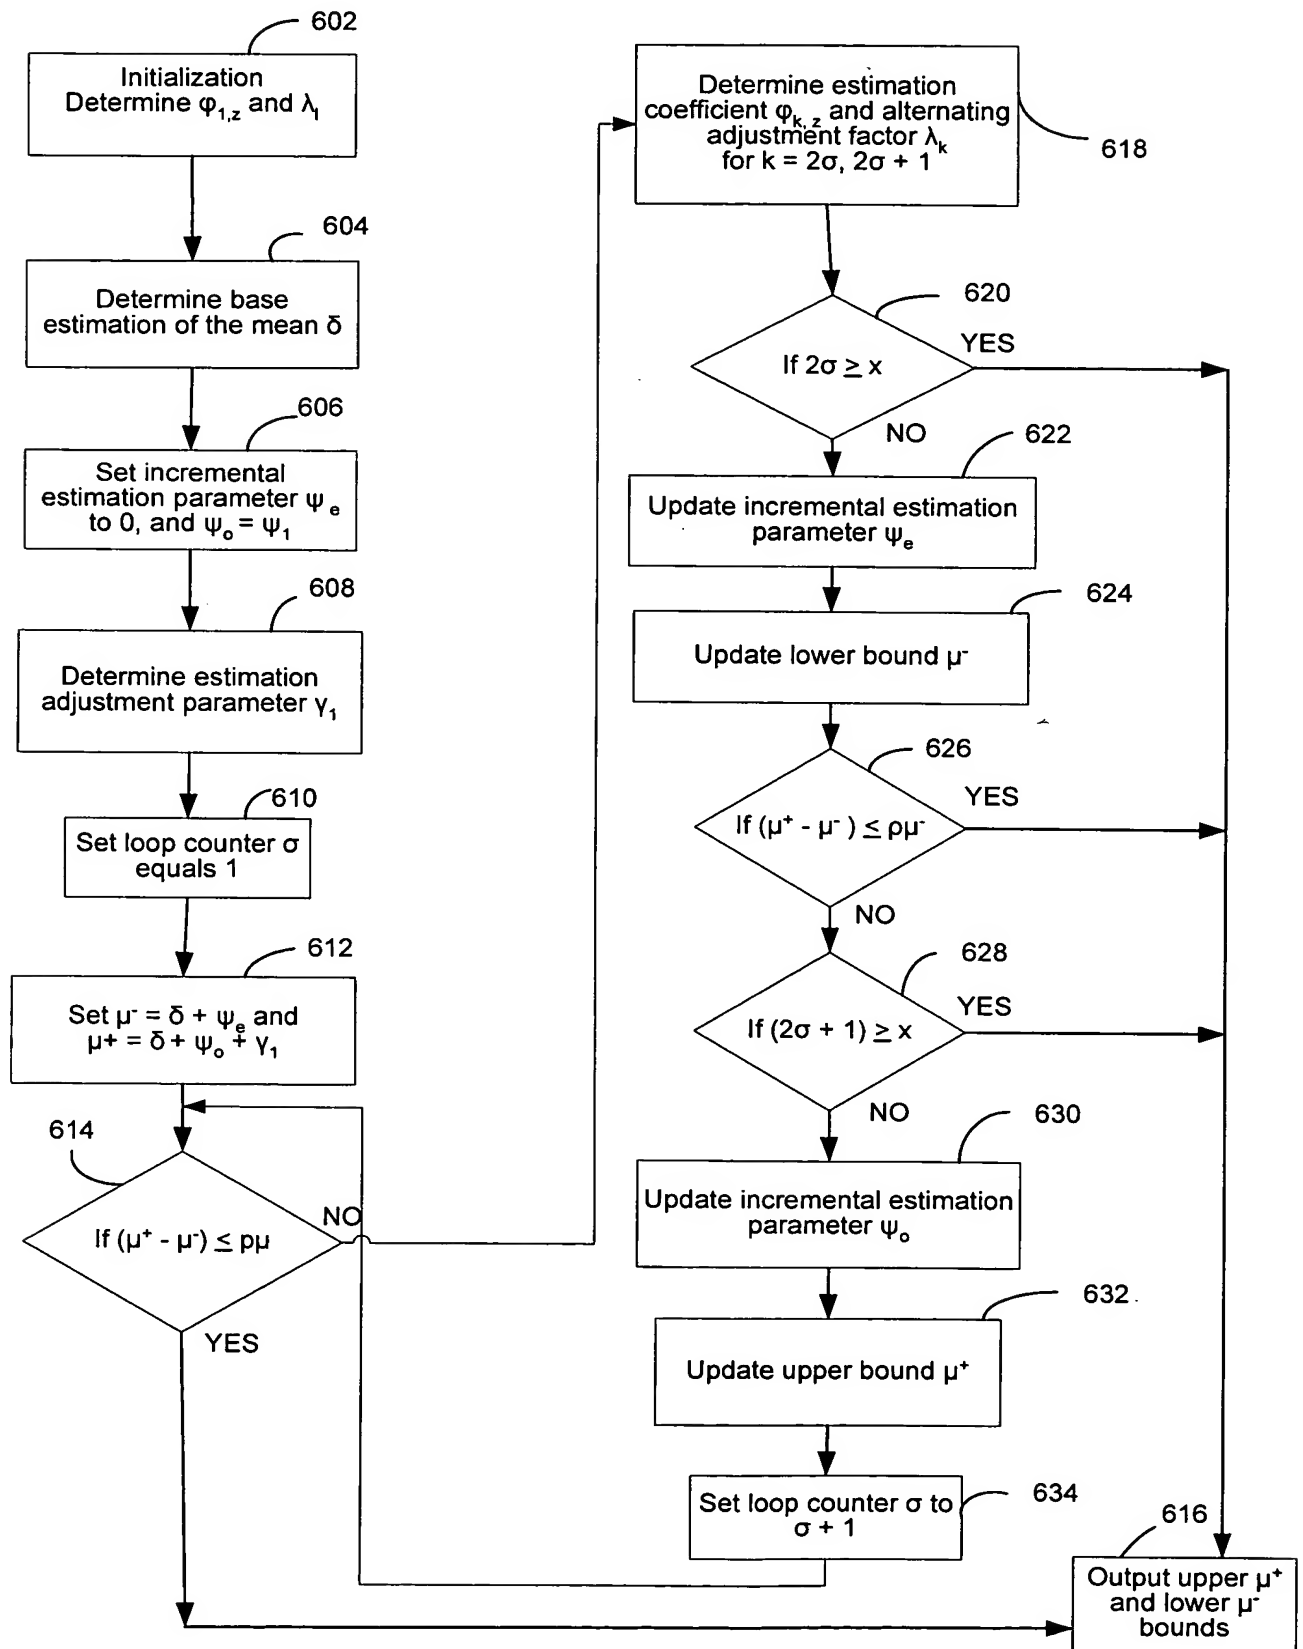 602
Initialization
Determine φ1,z and λl
604
Determine base
estimation of the mean δ
606
Set incremental
estimation parameter ψe
to 0, and ψo = ψ1
608
Determine estimation
adjustment parameter γ1
610
Set loop counter σ
equals 1
612
Set µ- = δ + ψe and
µ+ = δ + ψo + γ1
614
If (µ+ - µ-) ≤ pµ
NO
YES
618
Determine estimation
coefficient φk, z and alternating
adjustment factor λk
for k = 2σ, 2σ + 1
620
If 2σ ≥ x
YES
NO
622
Update incremental estimation
parameter ψe
624
Update lower bound µ-
626
If (µ+ - µ- ) ≤ ρµ-
YES
NO
628
If (2σ + 1) ≥ x
YES
NO
630
Update incremental estimation
parameter ψo
632
Update upper bound µ+
634
Set loop counter σ to
σ + 1
616
Output upper µ+
and lower µ-
bounds